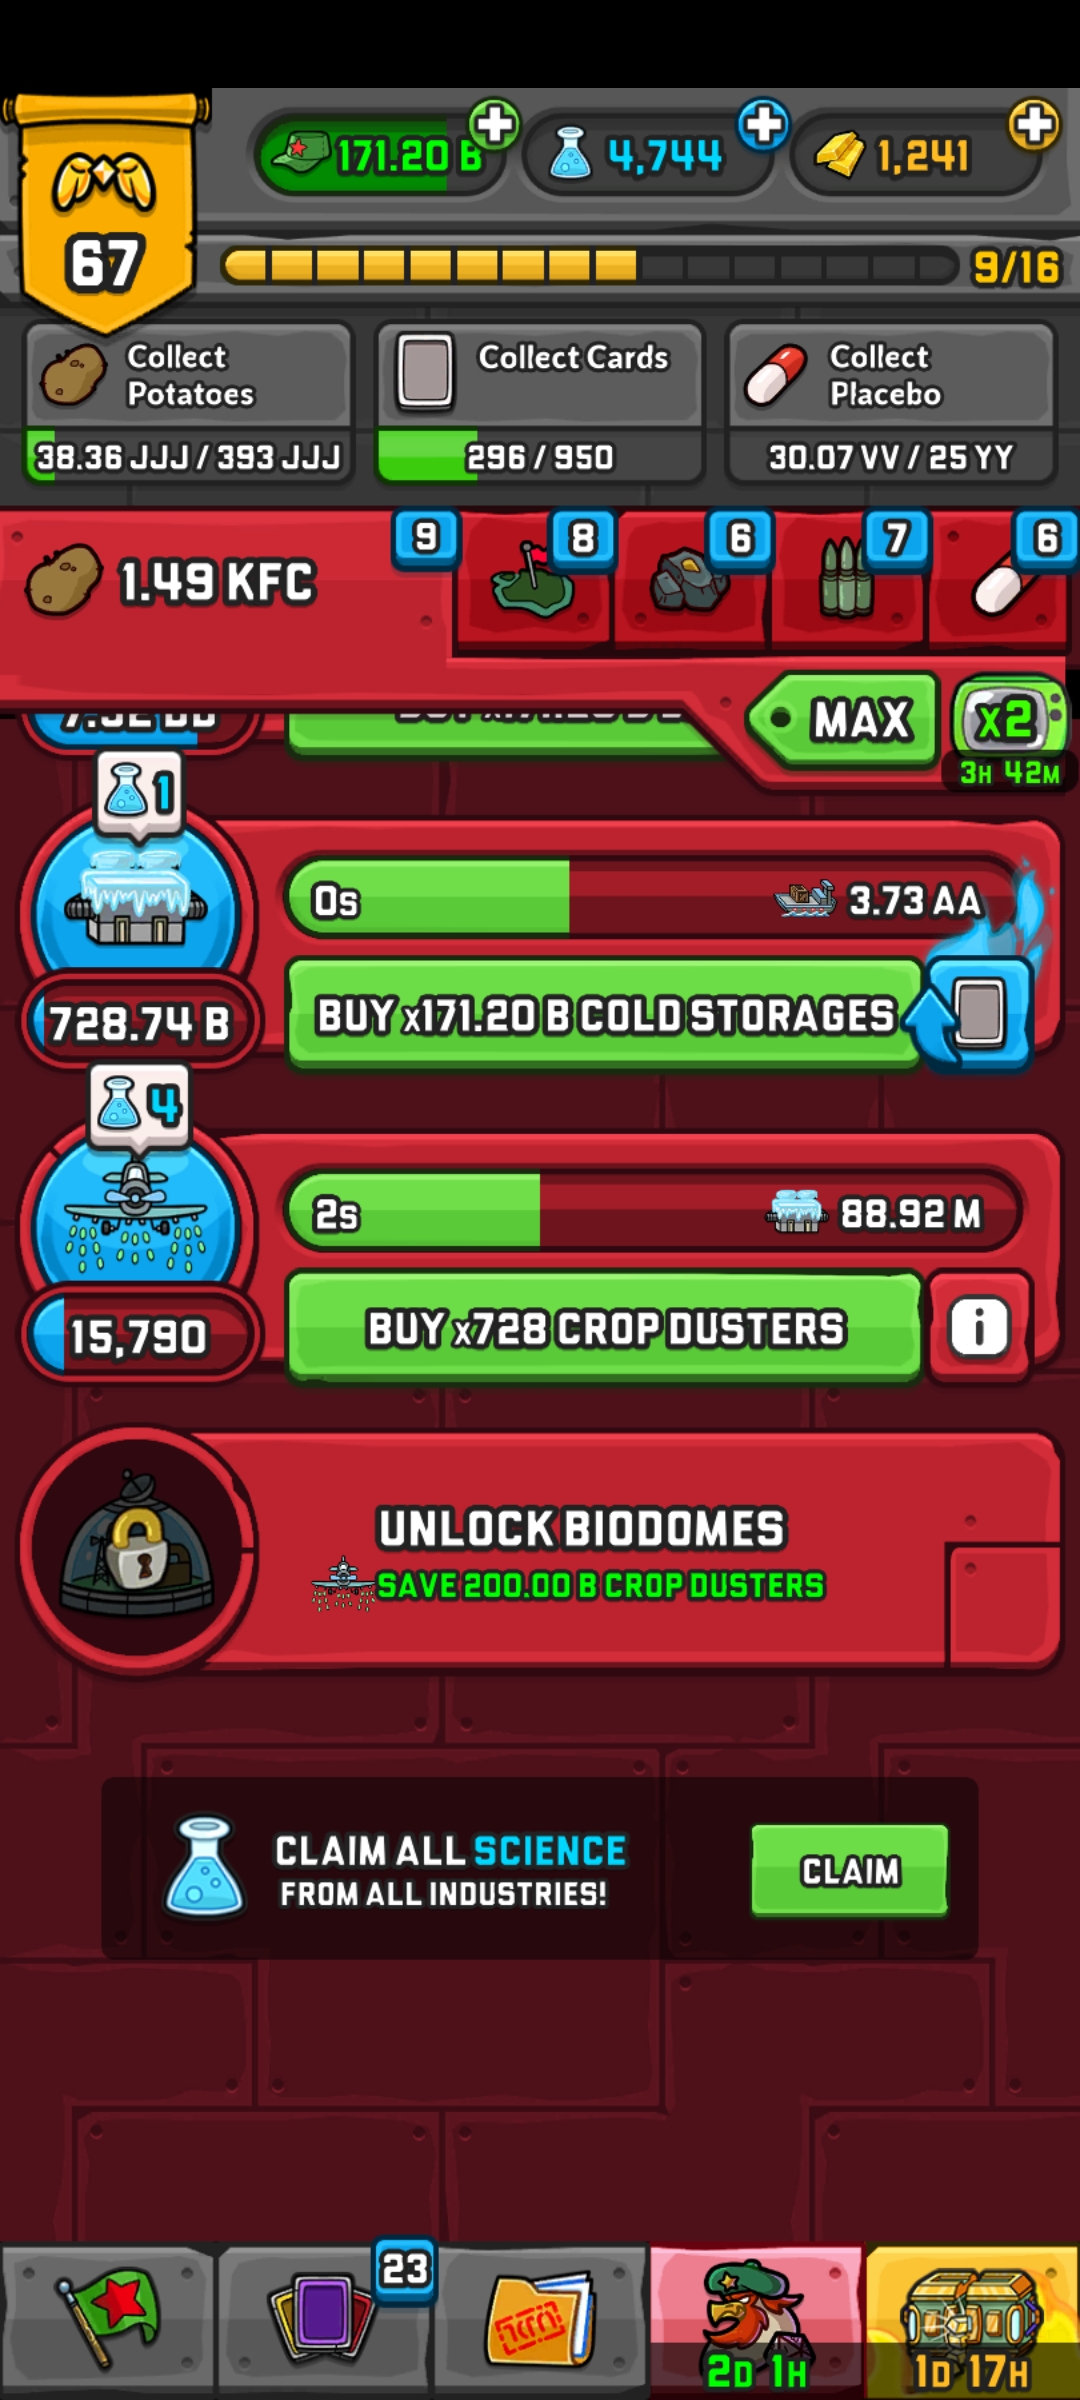 171.20 B
4,744
1,241
67
9/16
Collect
Potatoes
38.36 JJJ / 393 JJJ
Collect Cards
296 / 950
Collect
Placebo
30.07 VV / 25 YY
1.49 KFC
9
8
6
7
6
MAX
x2
3H 42M
1
0s
3.73 AA
728.74 B
BUY x171.20 B COLD STORAGES
4
2s
88.92 M
15,790
BUY x728 CROP DUSTERS
i
UNLOCK BIODOMES
SAVE 200.00 B CROP DUSTERS
CLAIM ALL SCIENCE
FROM ALL INDUSTRIES!
CLAIM
23
2D 1H
1D 17H